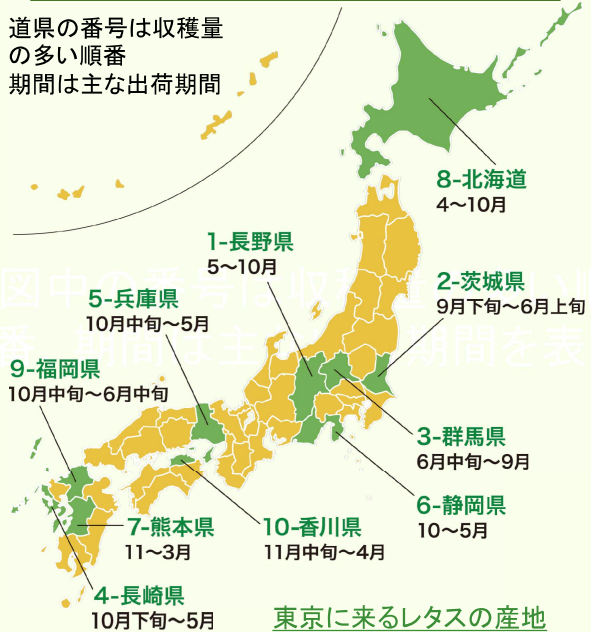 道県の番号は収穫量
の多い順番
期間は主な出荷期間
8-北海道
4〜10月
1-長野県
5〜10月
2-茨城県
9月下旬〜6月上旬
5-兵庫県
10月中旬〜5月
9-福岡県
10月中旬〜6月中旬
3-群馬県
6月中旬〜9月
6-静岡県
10〜5月
7-熊本県
11〜3月
10-香川県
11月中旬〜4月
4-長崎県
10月下旬〜5月
東京に来るレタスの産地